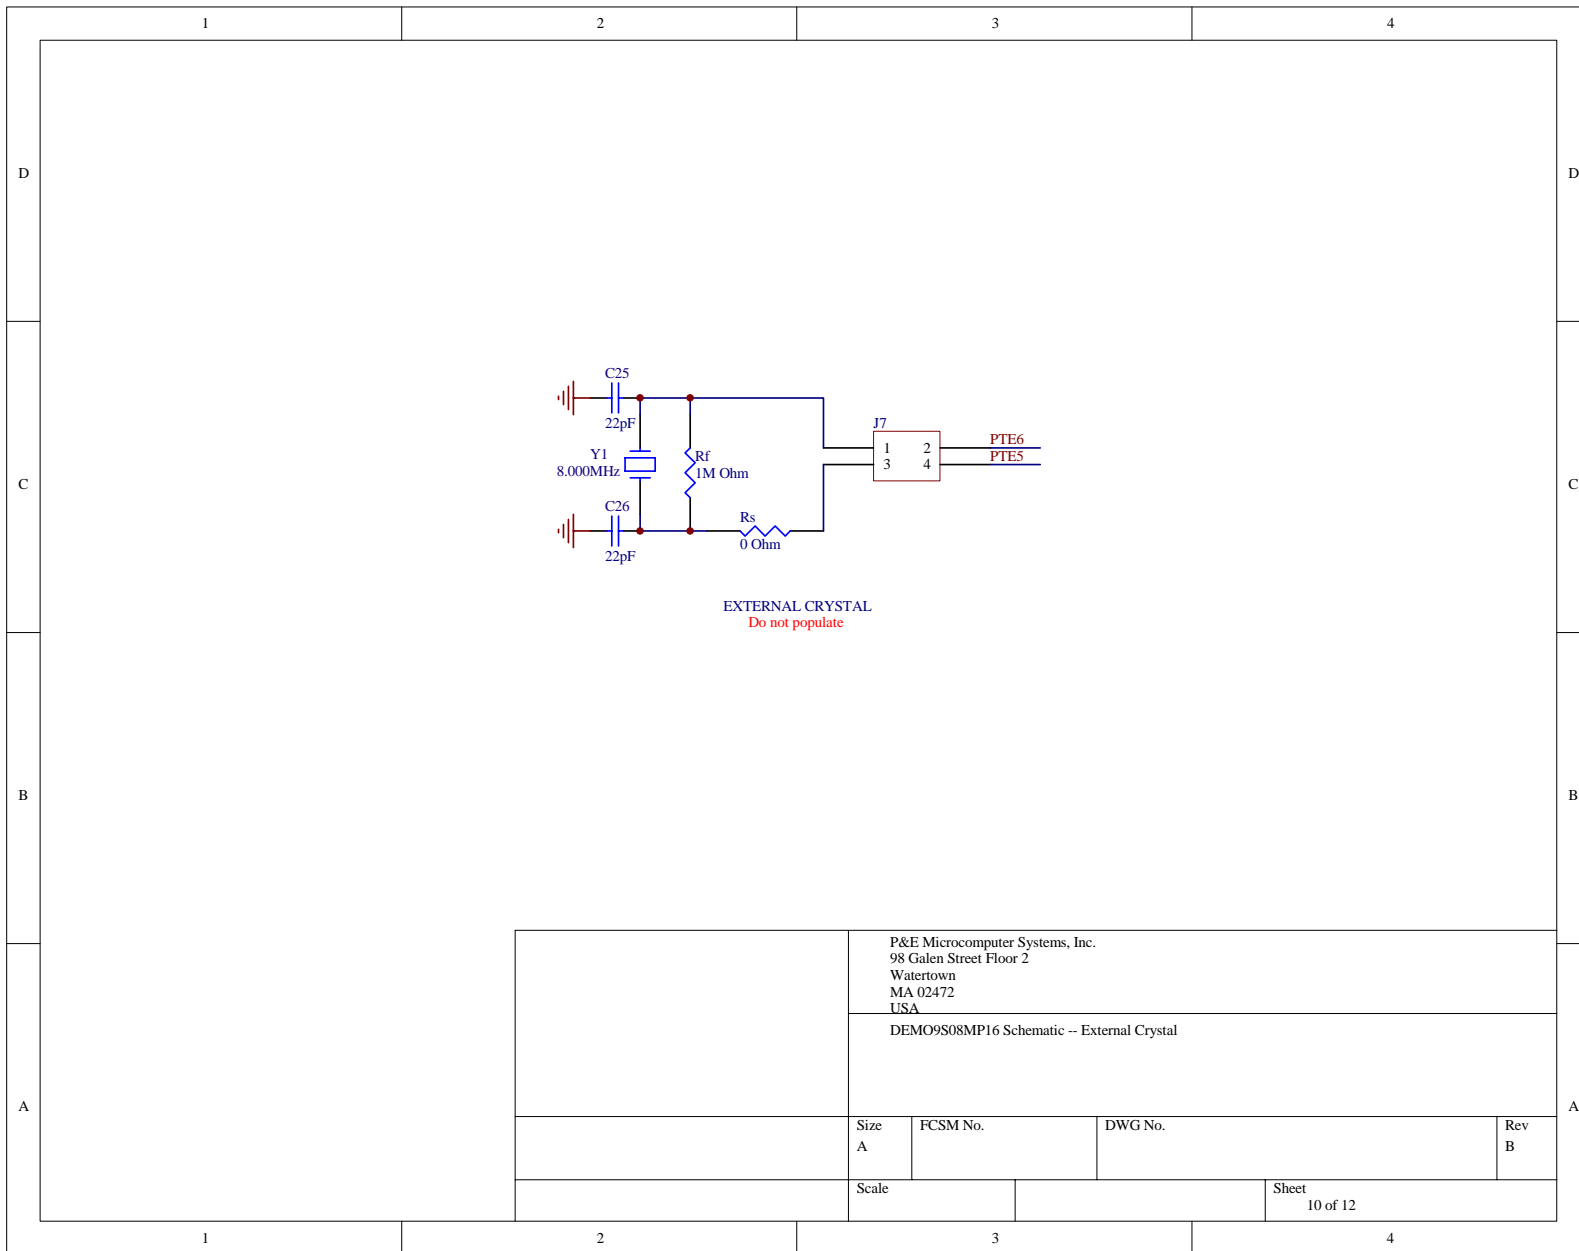 1 2 3 4
D D
C25
22pF
J7
PTE6
1 2
Y1
Rf
PTE5
3 4
8.000MHz
1M Ohm
C C
C26
Rs
0 Ohm
22pF
EXTERNAL CRYSTAL
Do not populate
B B
P&E Microcomputer Systems, Inc.
98 Galen Street Floor 2
Watertown
MA 02472
USA
DEMO9S08MP16 Schematic -- External Crystal
A A
Size FCSM No. DWG No. Rev
A B
Scale Sheet
10 of 12
1 2 3 4